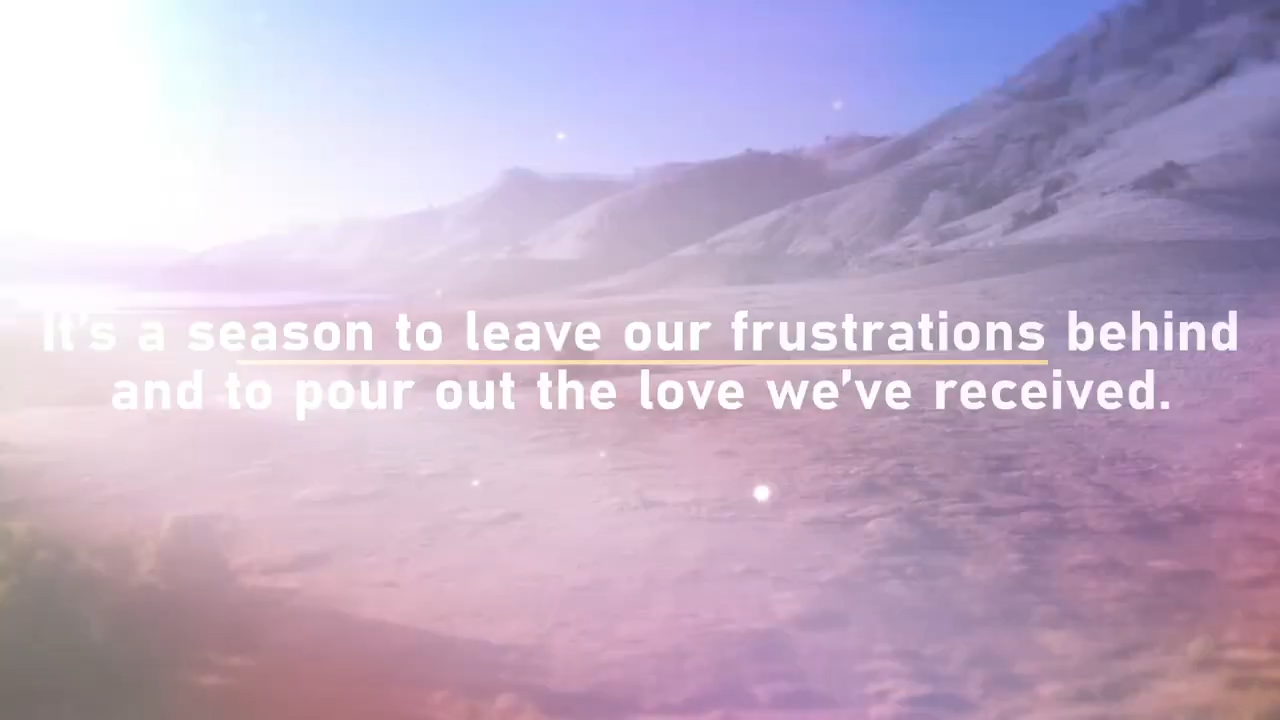 It's a season to leave our frustrations behind
and to pour out the love we've received.